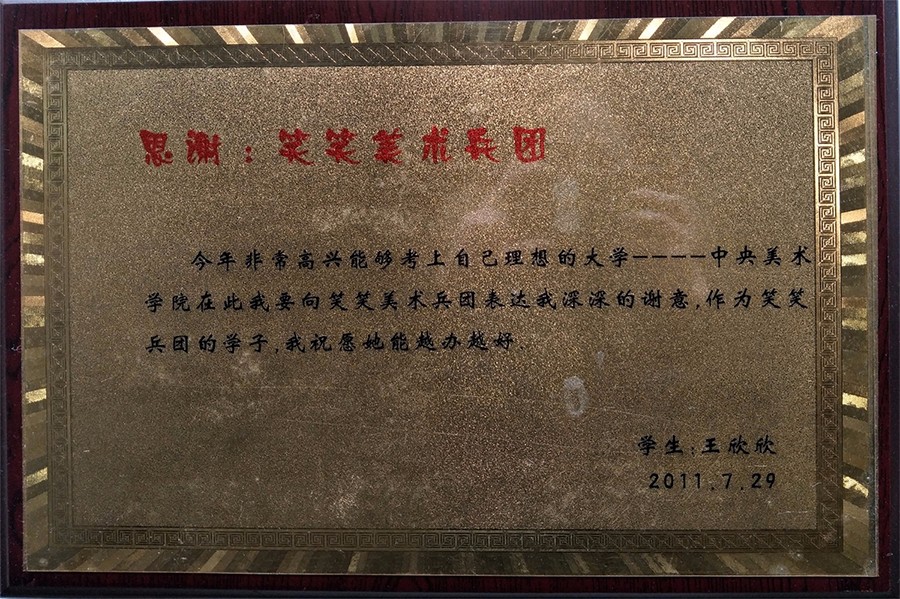 思谢：笑笑美术兵团
今年非常高兴能够考上自己理想的大学----中央美术
学院在此我要向笑笑美术兵团表达我深深的谢意,作为笑笑
兵团的学子,我祝愿她能越办越好.
学生:王欣欣
2011.7.29